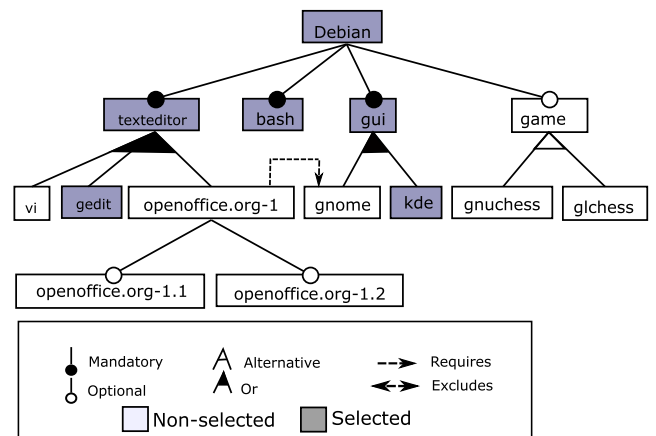 Debian
texteditor
bash
gui
game
vi
gedit
openoffice.org-1
gnome
kde
gnuchess
glchess
openoffice.org-1.1
openoffice.org-1.2
Mandatory
Alternative
Requires
Optional
Or
Excludes
Non-selected
Selected